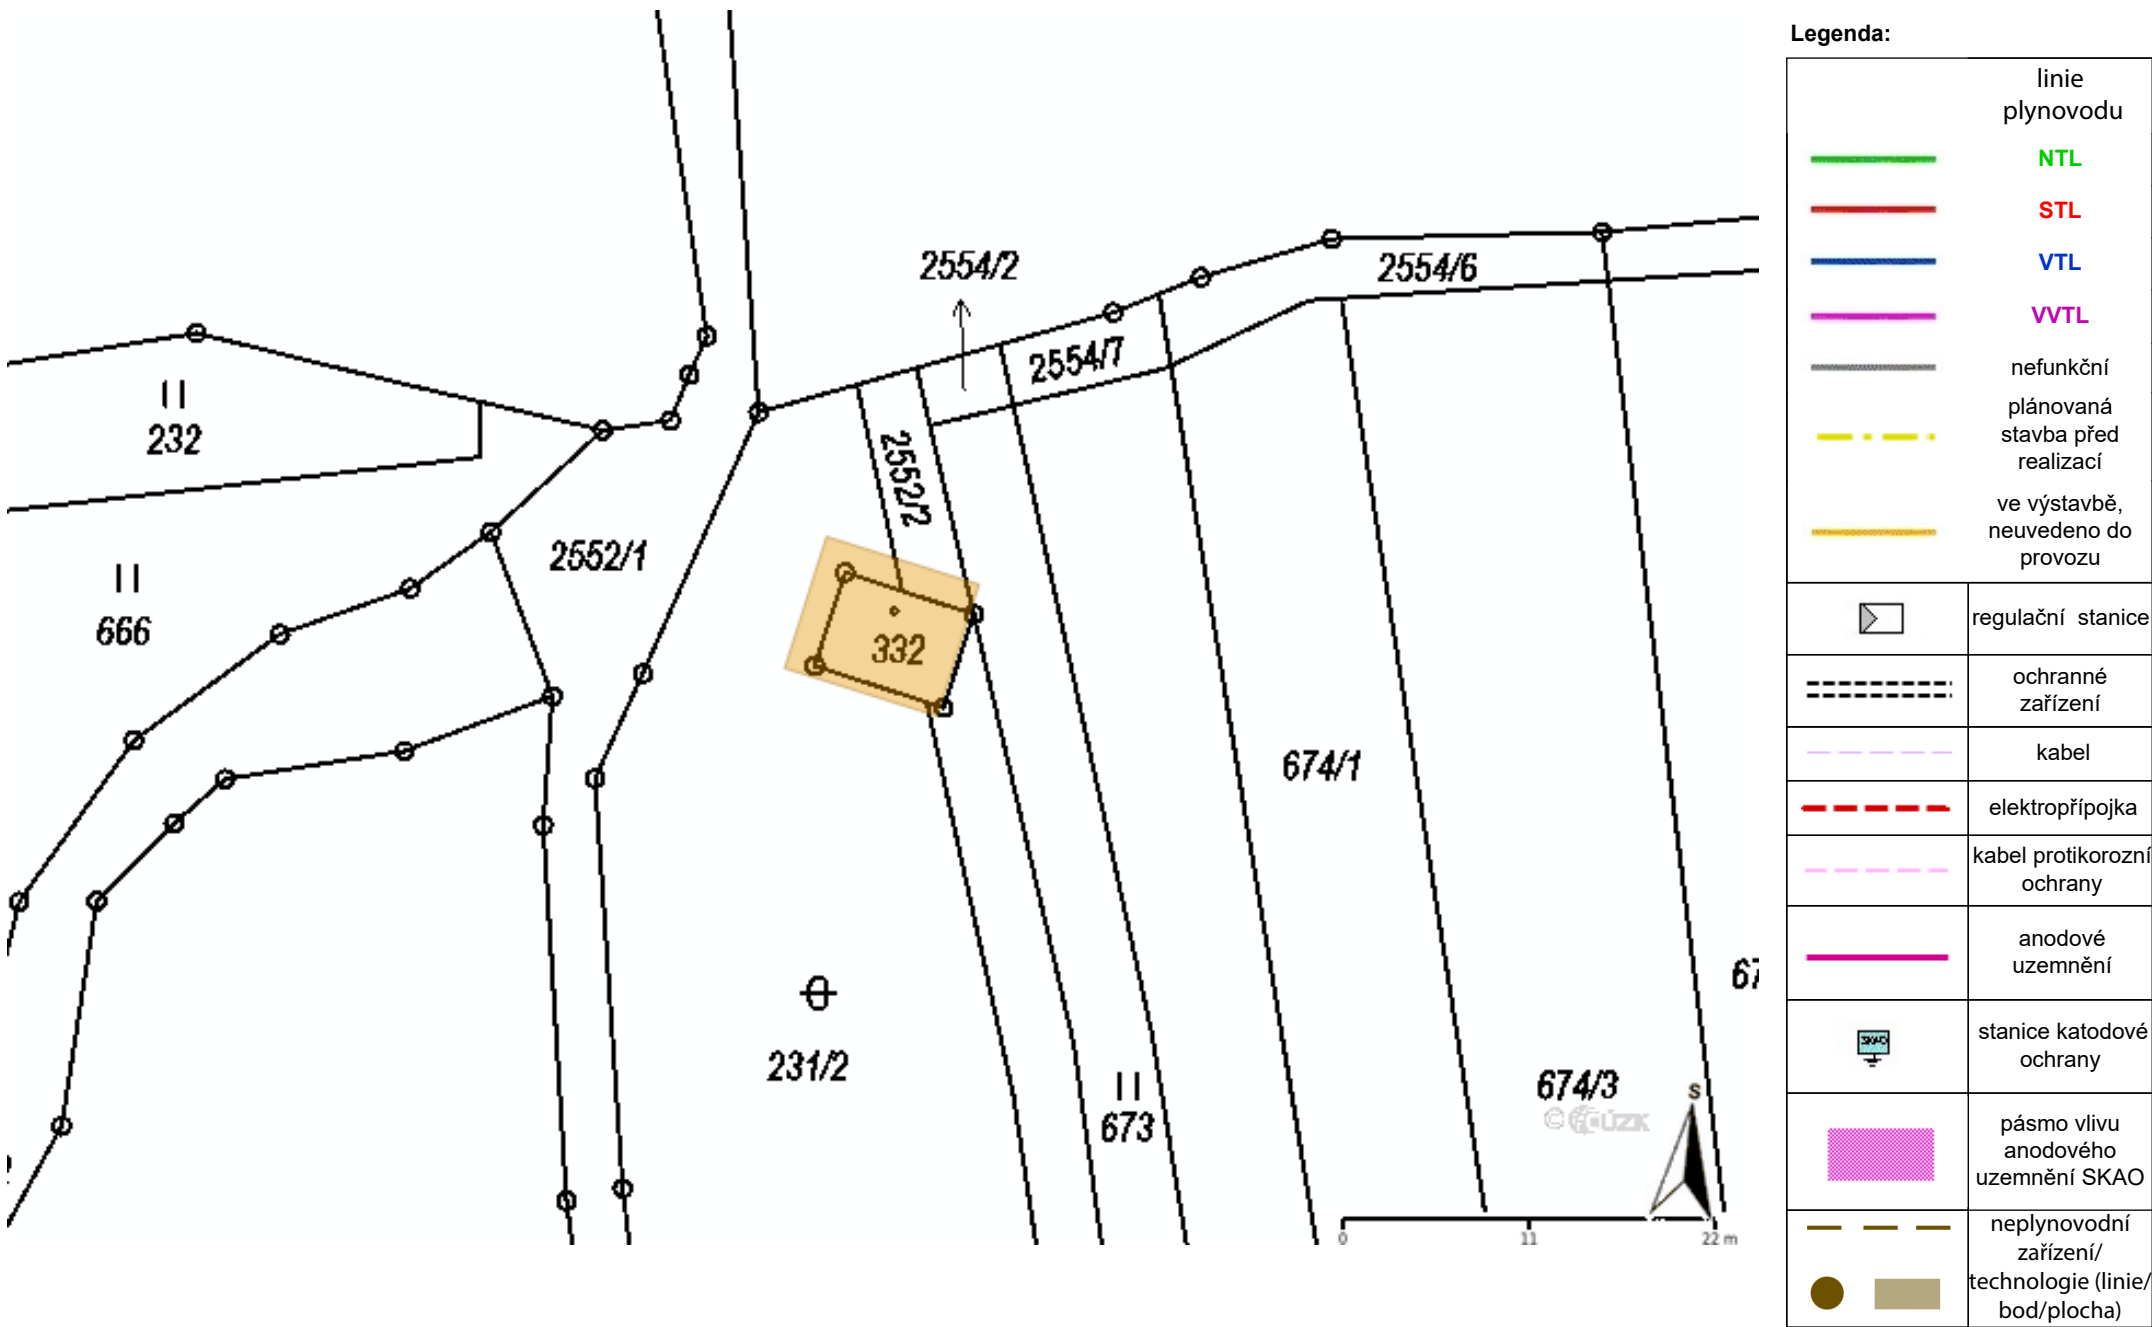 2554/2
2554/6
2554/7
232
2552/2
2552/1
666
332
674/1
67
231/2
674/3
673
© ČÚZK
S
0 11 22 m
Legenda:
linie
plynovodu
NTL
STL
VTL
VVTL
nefunkční
plánovaná
stavba před
realizací
ve výstavbě,
neuvedeno do
provozu
regulační stanice
ochranné
zařízení
kabel
elektropřípojka
kabel protikorozní
ochrany
anodové
uzemnění
SKAO
stanice katodové
ochrany
pásmo vlivu
anodového
uzemnění SKAO
neplynovodní
zařízení/
technologie (linie/
bod/plocha)